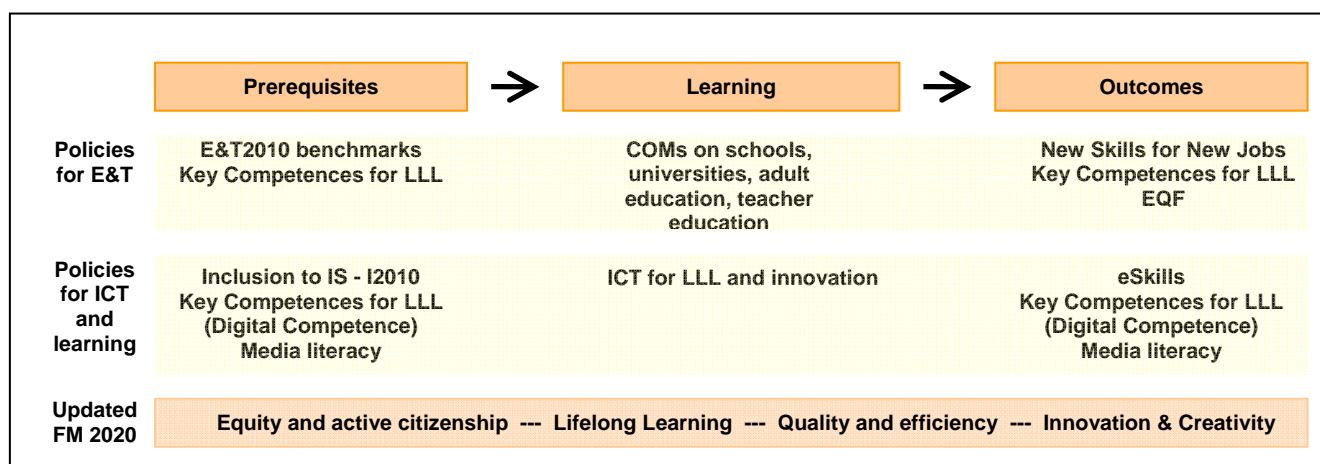 Prerequisites
Learning
Outcomes
Policies
for E&T
E&T2010 benchmarks
Key Competences for LLL
COMs on schools,
universities, adult
education, teacher
education
New Skills for New Jobs
Key Competences for LLL
EQF
Policies
for ICT
and
learning
Inclusion to IS - I2010
Key Competences for LLL
(Digital Competence)
Media literacy
ICT for LLL and innovation
eSkills
Key Competences for LLL
(Digital Competence)
Media literacy
Updated
FM 2020
Equity and active citizenship --- Lifelong Learning --- Quality and efficiency --- Innovation & Creativity